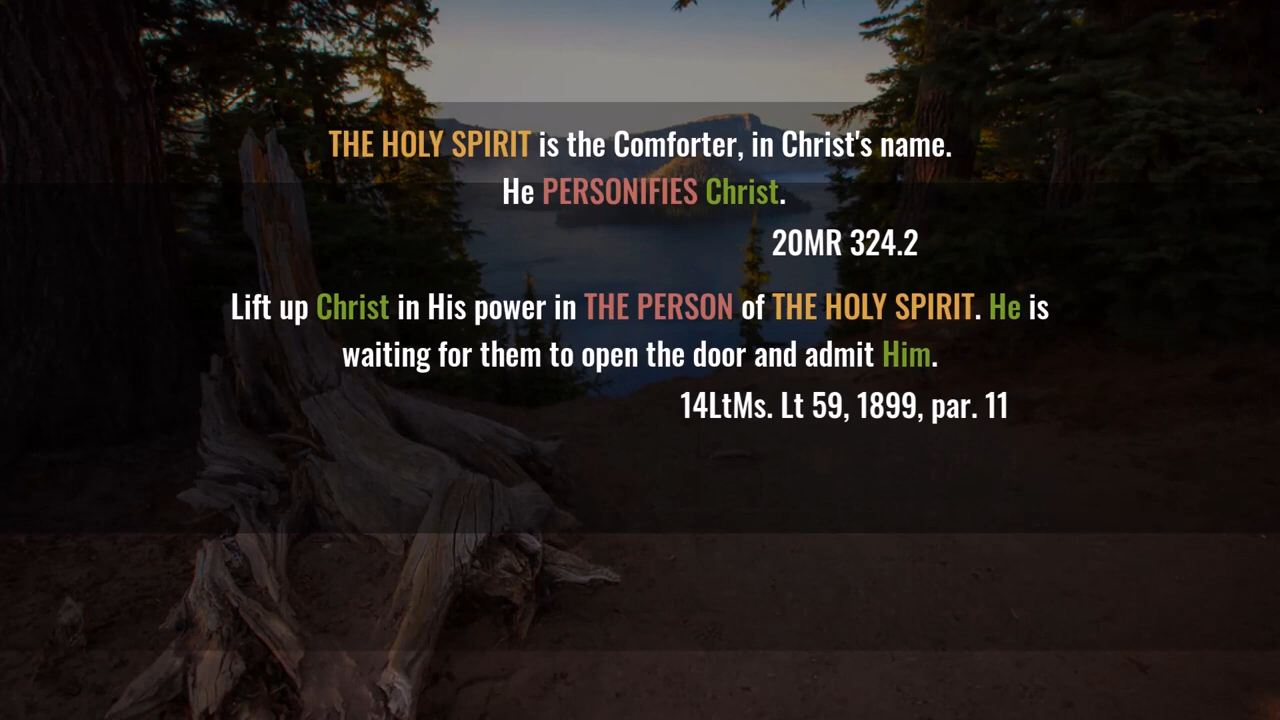 THE HOLY SPIRIT is the Comforter, in Christ's name.
He PERSONIFIES Christ.
20MR 324.2
Lift up Christ in His power in THE PERSON of THE HOLY SPIRIT. He is
waiting for them to open the door and admit Him.
14LtMs. Lt 59, 1899, par. 11